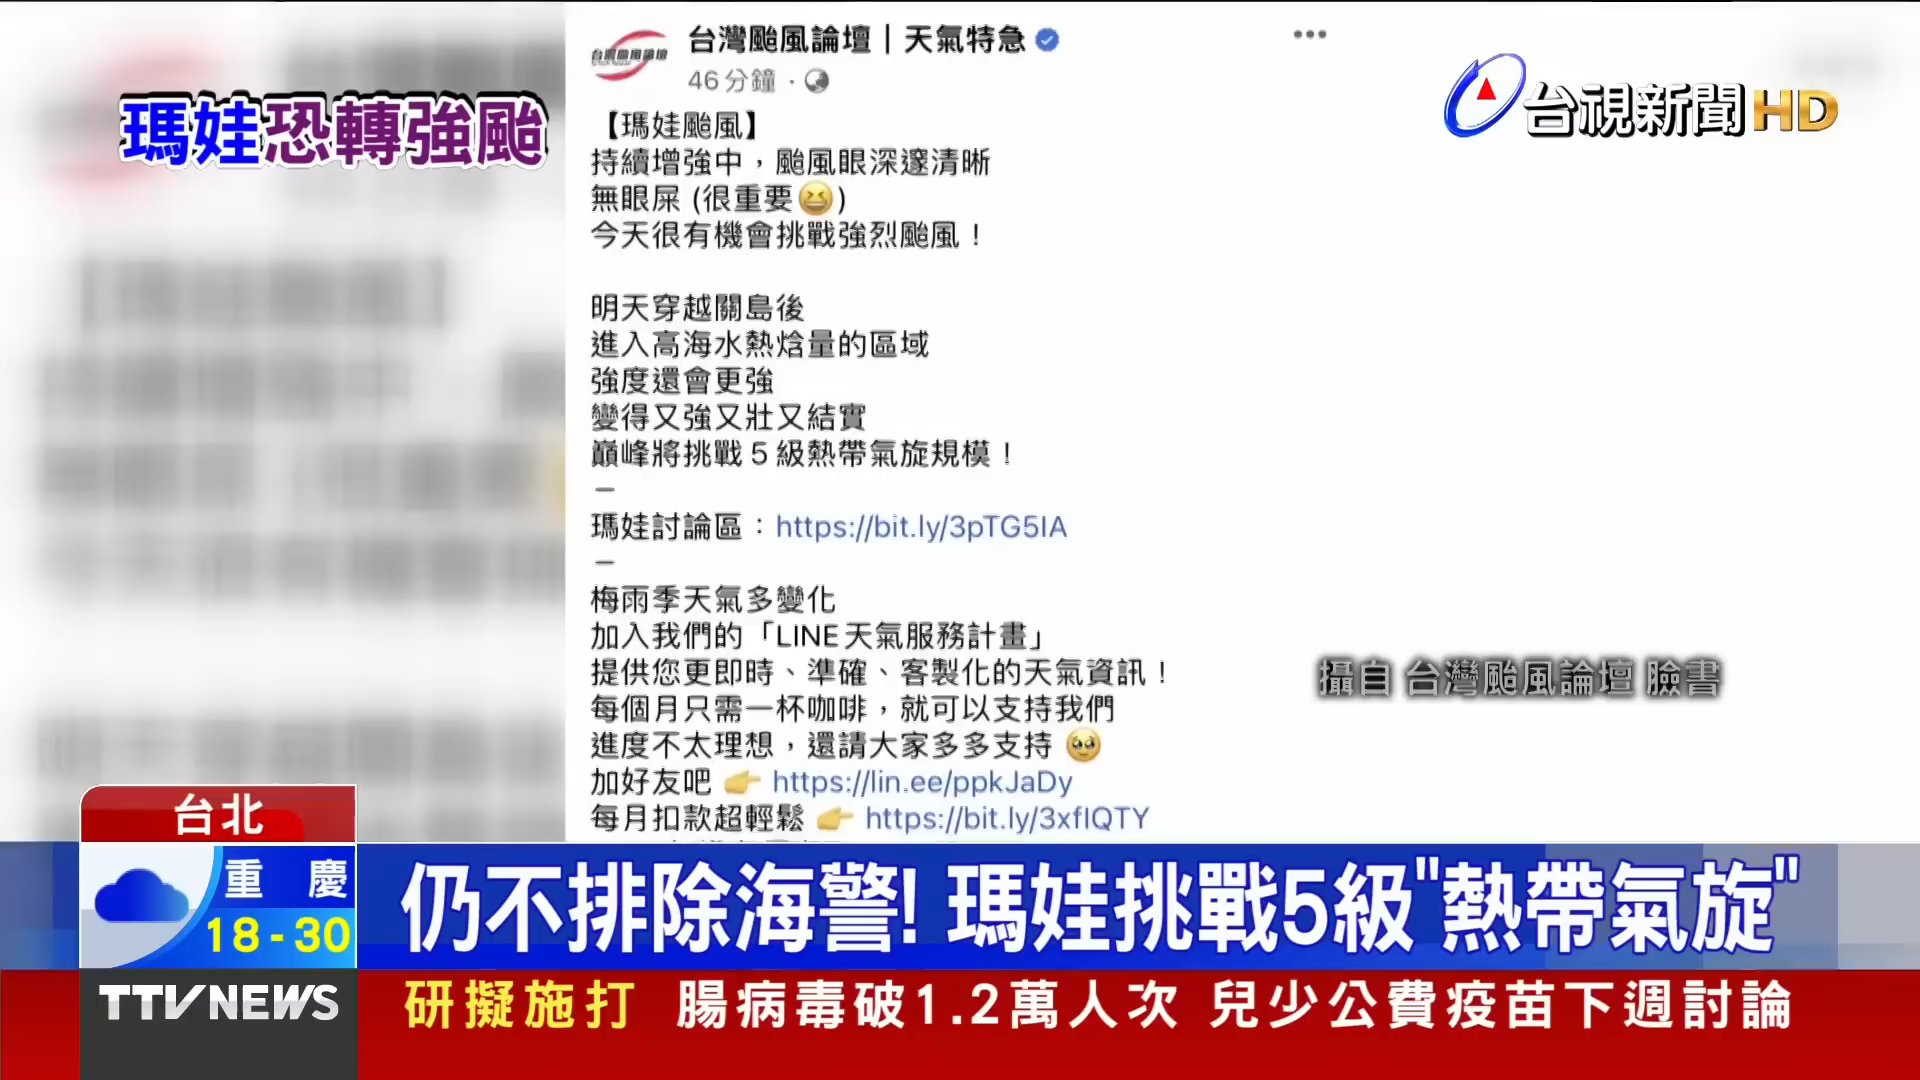 台灣颱風論壇
台灣颱風論壇｜天氣特急
46分鐘 ·
瑪娃恐轉強颱
台視新聞HD
【瑪娃颱風】
持續增強中，颱風眼深邃清晰
無眼屎 (很重要😆)
今天很有機會挑戰強烈颱風！
明天穿越關島後
進入高海水熱焓量的區域
強度還會更強
變得又強又壯又結實
巔峰將挑戰 5 級熱帶氣旋規模！
—
瑪娃討論區：https://bit.ly/3pTG5IA
—
梅雨季天氣多變化
加入我們的「LINE天氣服務計畫」
提供您更即時、準確、客製化的天氣資訊！
每個月只需一杯咖啡，就可以支持我們
進度不太理想，還請大家多多支持 🥹
加好友吧 👉 https://lin.ee/ppkJaDy
每月扣款超輕鬆 👉 https://bit.ly/3xflQTY
攝自 台灣颱風論壇 臉書
台北
重慶
18-30
仍不排除海警! 瑪娃挑戰5級"熱帶氣旋"
TTV NEWS
研擬施打 腸病毒破1.2萬人次 兒少公費疫苗下週討論